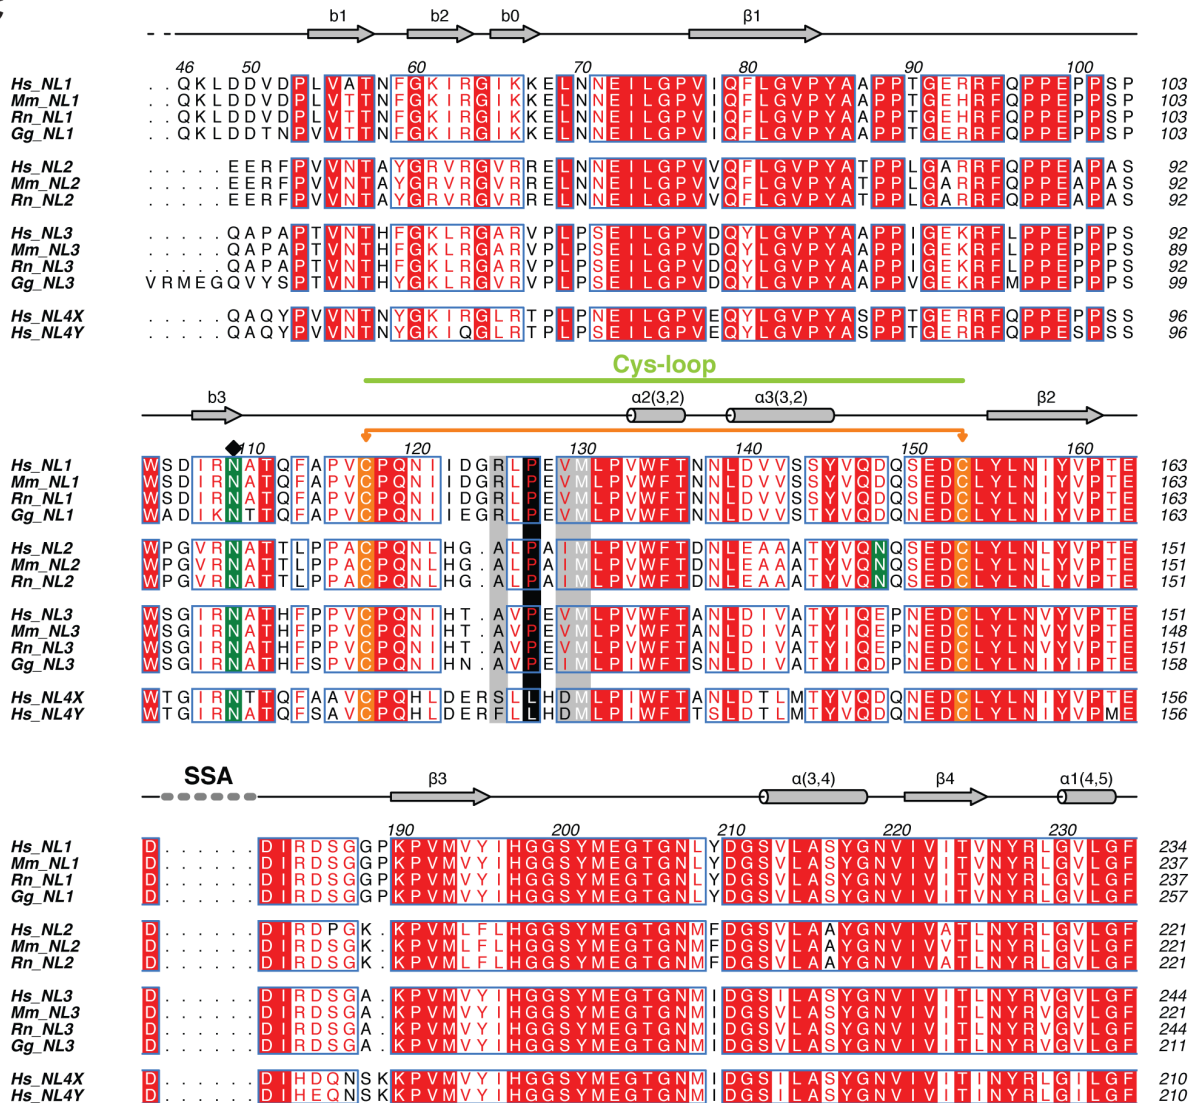 b1 b2 b0 β1
46 50 60 70 80 90 100
Hs_NL1 ..QKLDDVDPLVATNFGKIRGIKKELNNEILGPVIQFLGVPYAAPPTGERRFQPPEPPSP 103
Mm_NL1 ..QKLDDVDPLVTTNFGKIRGIKKELNNEILGPVIQFLGVPYAAPPTGEHRFQPPEPPSP 103
Rn_NL1 ..QKLDDVDPLVTTNFGKIRGIKKELNNEILGPVIQFLGVPYAAPPTGEHRFQPPEPPSP 103
Gg_NL1 ..QKLDDTNPVVTTNFGKIRGIKKELNNEILGPVIQFLGVPYAAPPTGERRFQPPEPPSP 103
Hs_NL2 .....EERFPVVNTAYGRVRGVRRELNNEILGPVVQFLGVPYATPPLGARRFQPPEAPAS 92
Mm_NL2 .....EERFPVVNTAYGRVRGVRRELNNEILGPVVQFLGVPYATPPLGARRFQPPEAPAS 92
Rn_NL2 .....EERFPVVNTAYGRVRGVRRELNNEILGPVVQFLGVPYATPPLGARRFQPPEAPAS 92
Hs_NL3 .....QAPAPTVNTHFGKLRGARVPLPSEILGPVDQYLGVPYAAPPIGEKRFLPPEPPPS 92
Mm_NL3 .....QAPAPTVNTHFGKLRGARVPLPSEILGPVDQYLGVPYAAPPIGEKRFLPPEPPPS 89
Rn_NL3 .....QAPAPTVNTHFGKLRGARVPLPSEILGPVDQYLGVPYAAPPIGEKRFLPPEPPPS 92
Gg_NL3 VRMEGQVYSPTVNTHYGKLRGVRVPLPSEILGPVDQYLGVPYAAPPVGEKRFMPPEPPPS 99
Hs_NL4X .....QAQYPVVNTNYGKIRGLRTPLPNEILGPVEQYLGVPYASPPTGERRFQPPEPPSS 96
Hs_NL4Y .....QAQYPVVNTNYGKIQGLRTPLPSEILGPVEQYLGVPYASPPTGERRFQPPESPSS 96
Cys-loop
b3 α2(3,2) α3(3,2) β2
110 120 130 140 150 160
Hs_NL1 WSDIRNATQFAPVCPQNIIDGRLPEVMLPVWFTNNLDVVSSYVQDQSEDCLYLNIYVPTE 163
Mm_NL1 WSDIRNATQFAPVCPQNIIDGRLPEVMLPVWFTNNLDVVSSYVQDQSEDCLYLNIYVPTE 163
Rn_NL1 WSDIRNATQFAPVCPQNIIDGRLPEVMLPVWFTNNLDVVSSYVQDQSEDCLYLNIYVPTE 163
Gg_NL1 WADIKNTTQFAPVCPQNIIEGRLPEVMLPVWFTNNLDVVSTYVQDQNEDCLYLNIYVPTE 163
Hs_NL2 WPGVRNATTLPPACPQNLHG.ALPAIMLPVWFTDNLEAAATYVQNQSEDCLYLNLYVPTE 151
Mm_NL2 WPGVRNATTLPPACPQNLHG.ALPAIMLPVWFTDNLEAAATYVQNQSEDCLYLNLYVPTE 151
Rn_NL2 WPGVRNATTLPPACPQNLHG.ALPAIMLPVWFTDNLEAAATYVQNQSEDCLYLNLYVPTE 151
Hs_NL3 WSGIRNATHFPPVCPQNIHT.AVPEVMLPVWFTANLDIVATYIQEPNEDCLYLNVYVPTE 151
Mm_NL3 WSGIRNATHFPPVCPQNIHT.AVPEVMLPVWFTANLDIVATYIQEPNEDCLYLNVYVPTE 148
Rn_NL3 WSGIRNATHFPPVCPQNIHT.AVPEVMLPVWFTANLDIVATYIQEPNEDCLYLNVYVPTE 151
Gg_NL3 WSGIRNATHFSPVCPQNIHN.AVPEVMLPIWFTSNLDIVATYIQDPNEDCLYLNIYVPTE 158
Hs_NL4X WTGIRNTTQFAAVCPQHLDERSLLHDMLPIWFTANLDTLMTYVQDQNEDCLYLNIYVPTE 156
Hs_NL4Y WTGIRNATQFSAVCPQHLDERFLLHDMLPIWFTTSLDTLMTYVQDQNEDCLYLNIYVPME 156
SSA β3 α(3,4) β4 α1(4,5)
190 200 210 220 230
Hs_NL1 D......DIRDSGGPKPVMVYIHGGSYMEGTGNLYDGSVLASYGNVIVITVNYRLGVLGF 234
Mm_NL1 D......DIRDSGGPKPVMVYIHGGSYMEGTGNLYDGSVLASYGNVIVITVNYRLGVLGF 237
Rn_NL1 D......DIRDSGGPKPVMVYIHGGSYMEGTGNLYDGSVLASYGNVIVITVNYRLGVLGF 237
Gg_NL1 D......DIRDSGGPKPVMVYIHGGSYMEGTGNLYDGSVLASYGNVIVITVNYRLGVLGF 257
Hs_NL2 D......DIRDPGK.KPVMLFLHGGSYMEGTGNMFDGSVLAAYGNVIVATLNYRLGVLGF 221
Mm_NL2 D......DIRDSGK.KPVMLFLHGGSYMEGTGNMFDGSVLAAYGNVIVVTLNYRLGVLGF 221
Rn_NL2 D......DIRDSGK.KPVMLFLHGGSYMEGTGNMFDGSVLAAYGNVIVATLNYRLGVLGF 221
Hs_NL3 D......DIRDSGA.KPVMVYIHGGSYMEGTGNMIDGSILASYGNVIVITLNYRVGVLGF 244
Mm_NL3 D......DIRDSGA.KPVMVYIHGGSYMEGTGNMIDGSILASYGNVIVITLNYRVGVLGF 221
Rn_NL3 D......DIRDSGA.KPVMVYIHGGSYMEGTGNMIDGSILASYGNVIVITLNYRVGVLGF 244
Gg_NL3 D......DIRDSGA.KPVMVYIHGGSYMEGTGNMIDGSILASYGNVIVITLNYRVGVLGF 211
Hs_NL4X D......DIHDQNSKKPVMVYIHGGSYMEGTGNMIDGSILASYGNVIVITINYRLGILGF 210
Hs_NL4Y D......DIHEQNSKKPVMVYIHGGSYMEGTGNMIDGSILASYGNVIVITINYRLGILGF 210